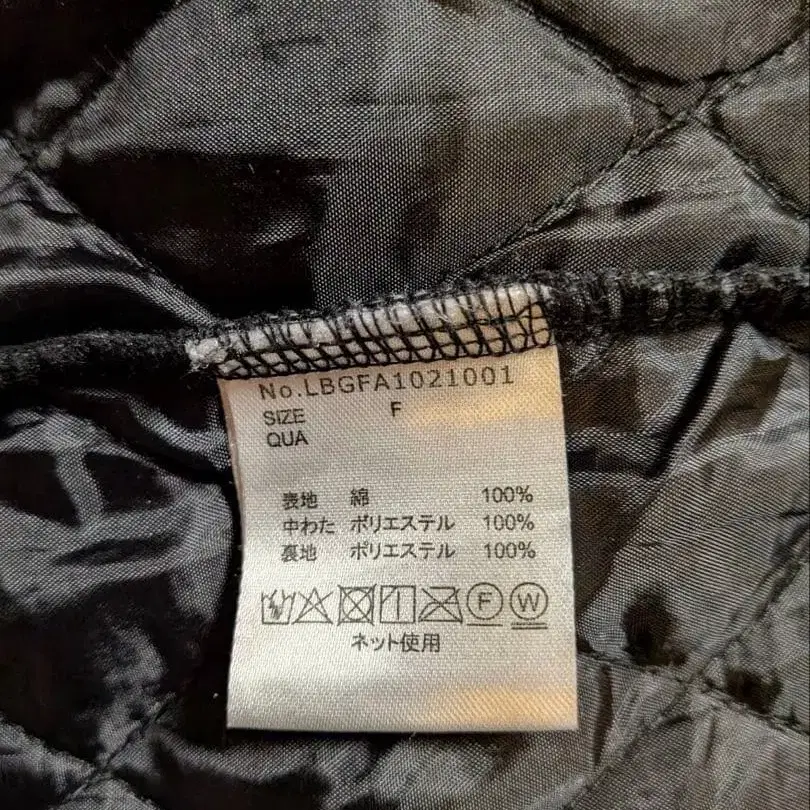 No.LBGFA1021001
SIZE F
QUA
表地 綿 100%
中わた ポリエステル 100%
裏地 ポリエステル 100%
F W
ネット使用